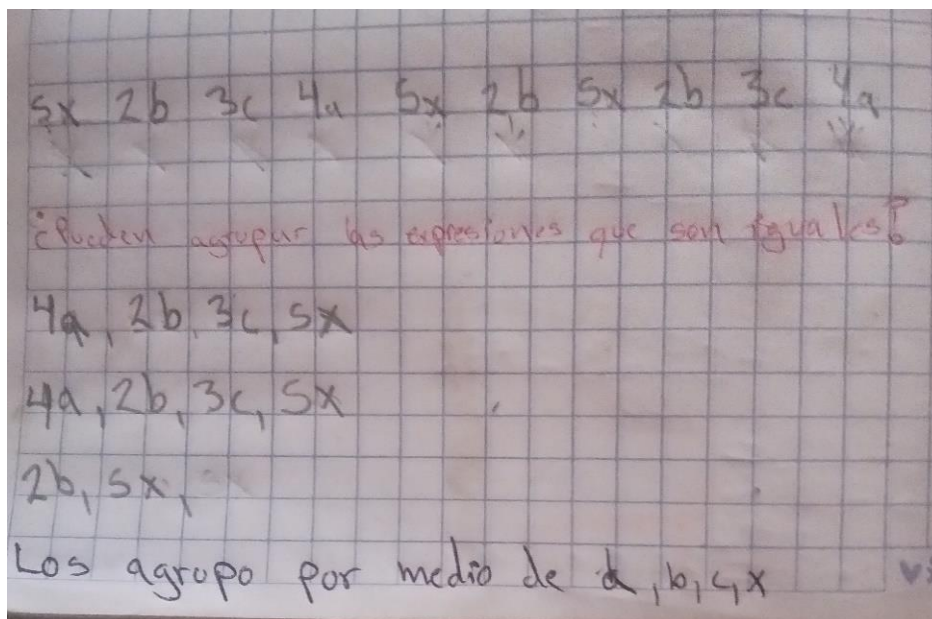 5x 2b 3c 4a 5x 2b 5x 2b 3c 4a
¿Pueden agrupar las expresiones que son iguales?
4a, 2b, 3c, 5x
4a, 2b, 3c, 5x
2b, 5x,
Los agrupo por medio de a, b, c, x